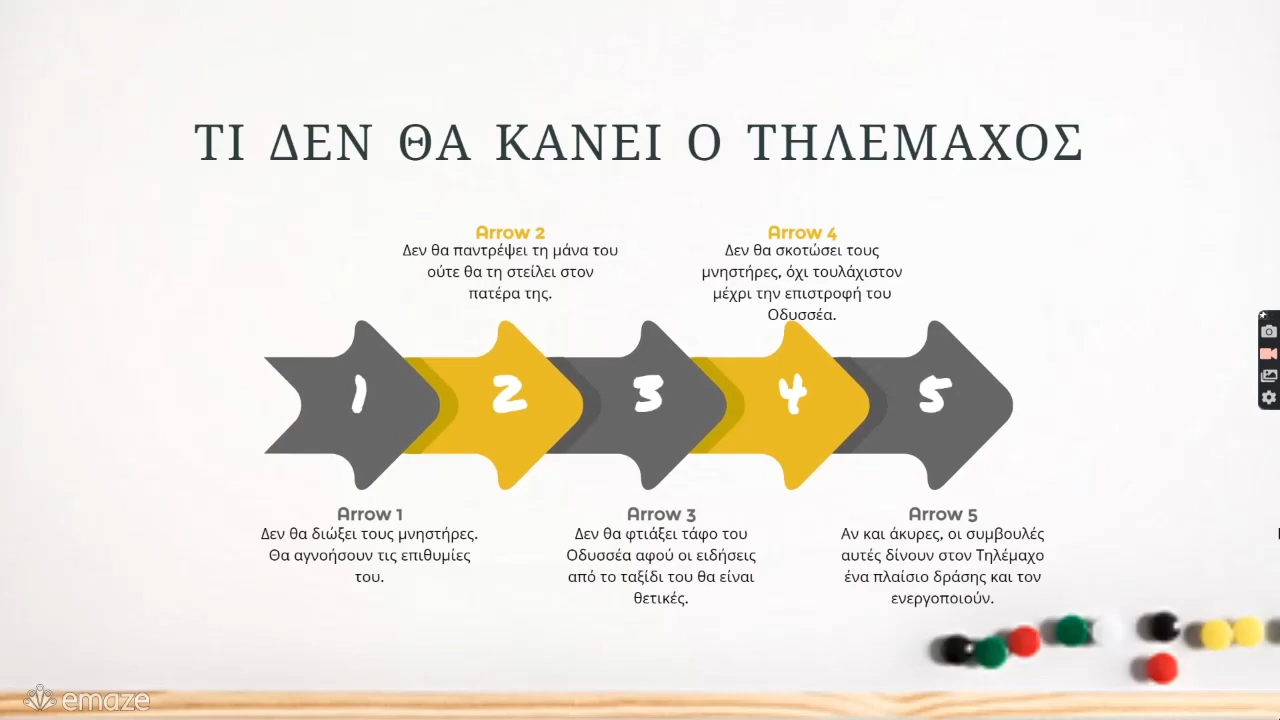 ΤΙ ΔΕΝ ΘΑ ΚΑΝΕΙ Ο ΤΗΛΕΜΑΧΟΣ
Arrow 2
Δεν θα παντρέψει τη μάνα του
ούτε θα τη στείλει στον
πατέρα της.
Arrow 4
Δεν θα σκοτώσει τους
μνηστήρες, όχι τουλάχιστον
μέχρι την επιστροφή του
Οδυσσέα.
1
2
3
4
5
Arrow 1
Δεν θα διώξει τους μνηστήρες.
Θα αγνοήσουν τις επιθυμίες
του.
Arrow 3
Δεν θα φτιάξει τάφο του
Οδυσσέα αφού οι ειδήσεις
από το ταξίδι του θα είναι
θετικές.
Arrow 5
Αν και άκυρες, οι συμβουλές
αυτές δίνουν στον Τηλέμαχο
ένα πλαίσιο δράσης και τον
ενεργοποιούν.
emaze